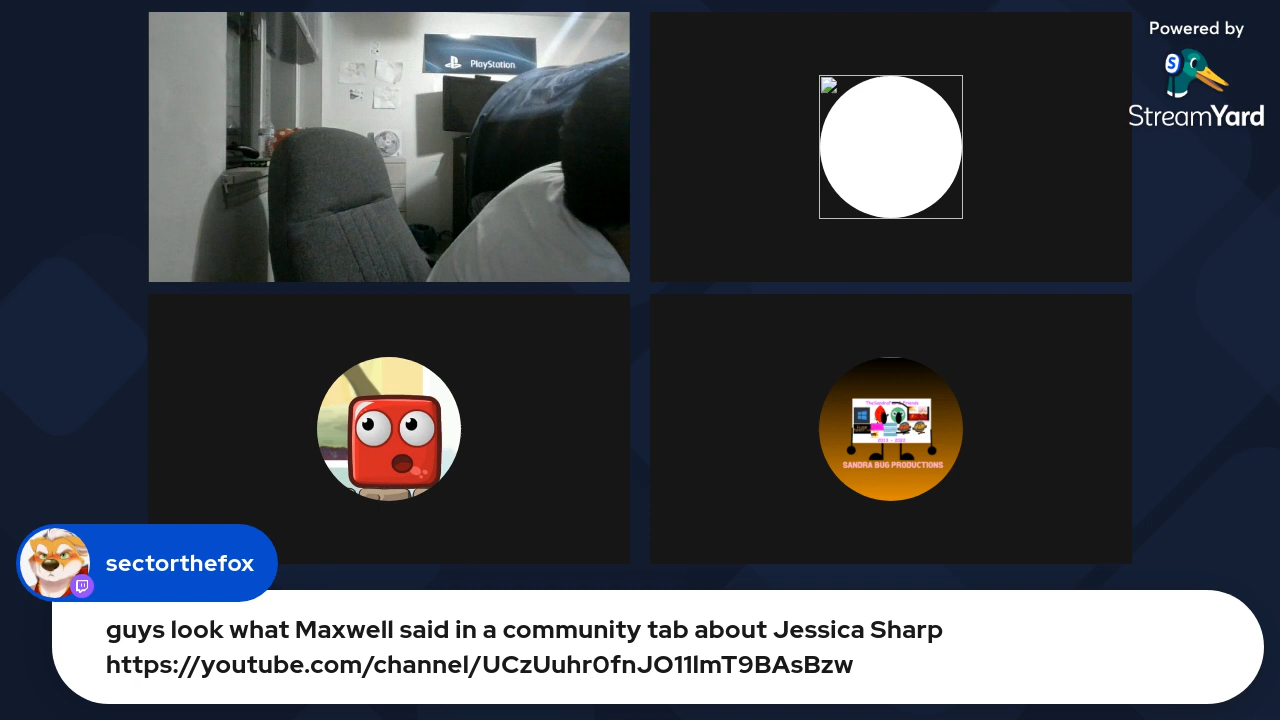 Powered by
StreamYard
PlayStation
SANDRA BUG PRODUCTIONS
sectorthefox
guys look what Maxwell said in a community tab about Jessica Sharp
https://youtube.com/channel/UCzUuhr0fnJO11lmT9BAsBzw